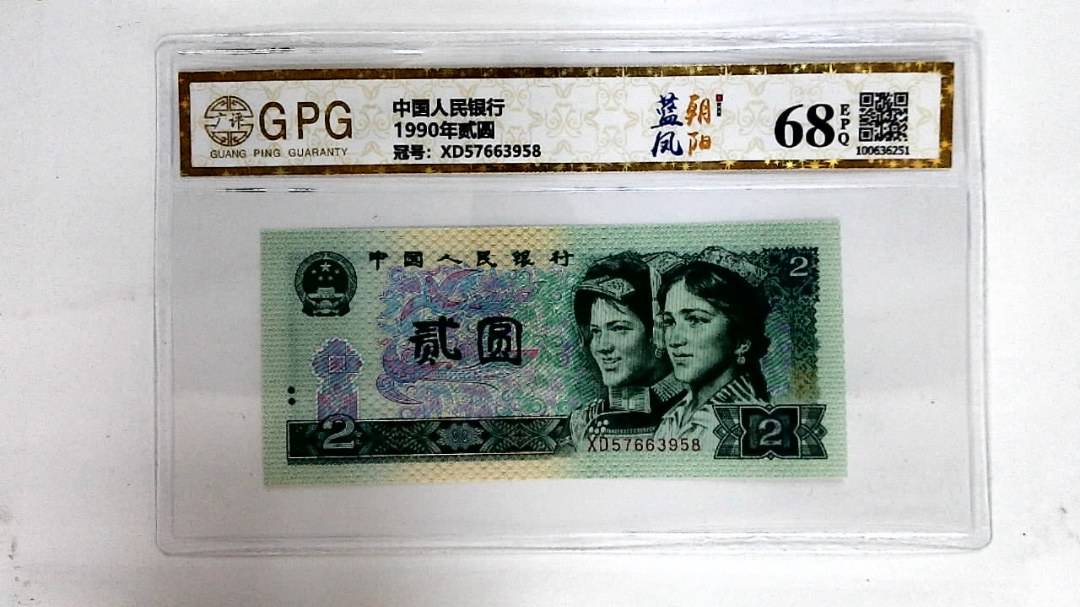 广评
GPG
GUANG PING GUARANTY
中国人民银行
1990年贰圆
冠号：XD57663958
蓝凤
朝阳
68
EPQ
100636251
中国人民银行
2
贰圆
2
XD57663958
2